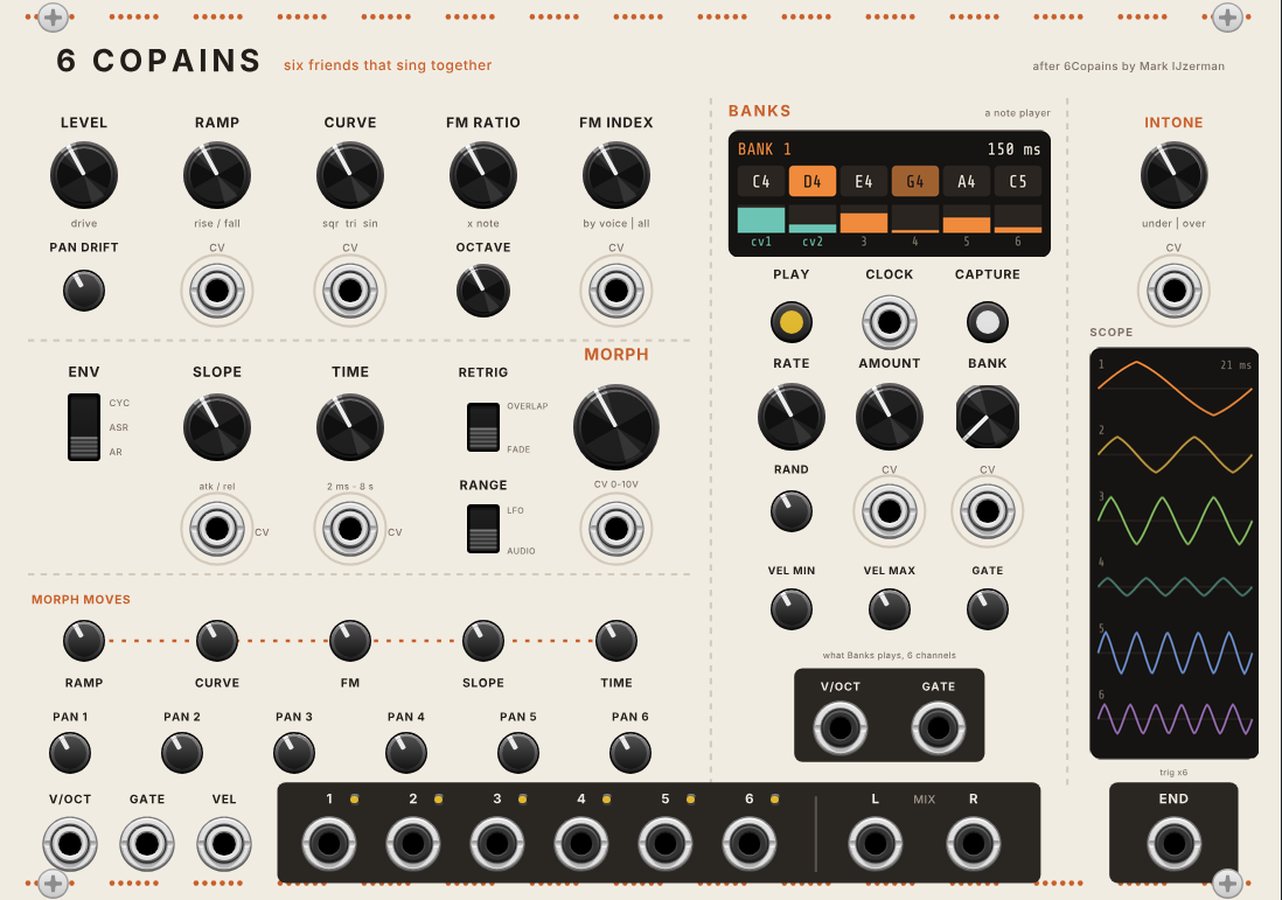 6 COPAINS
six friends that sing together
after 6Copains by Mark IJzerman
LEVEL RAMP CURVE FM RATIO FM INDEX
drive rise / fall sqr tri sin x note by voice | all
PAN DRIFT CV CV OCTAVE CV
ENV SLOPE TIME RETRIG MORPH
CYC
ASR
AR
OVERLAP
FADE
atk / rel 2 ms - 8 s RANGE CV 0-10V
CV CV
LFO
AUDIO
MORPH MOVES
RAMP CURVE FM SLOPE TIME
PAN 1 PAN 2 PAN 3 PAN 4 PAN 5 PAN 6
V/OCT GATE VEL
1 2 3 4 5 6 L MIX R
BANKS
a note player
BANK 1 150 ms
C4 D4 E4 G4 A4 C5
cv1 cv2 3 4 5 6
PLAY CLOCK CAPTURE
RATE AMOUNT BANK
RAND CV CV
VEL MIN VEL MAX GATE
what Banks plays, 6 channels
V/OCT GATE
INTONE
under | over
CV
SCOPE
1 21 ms
2
3
4
5
6
trig x6
END